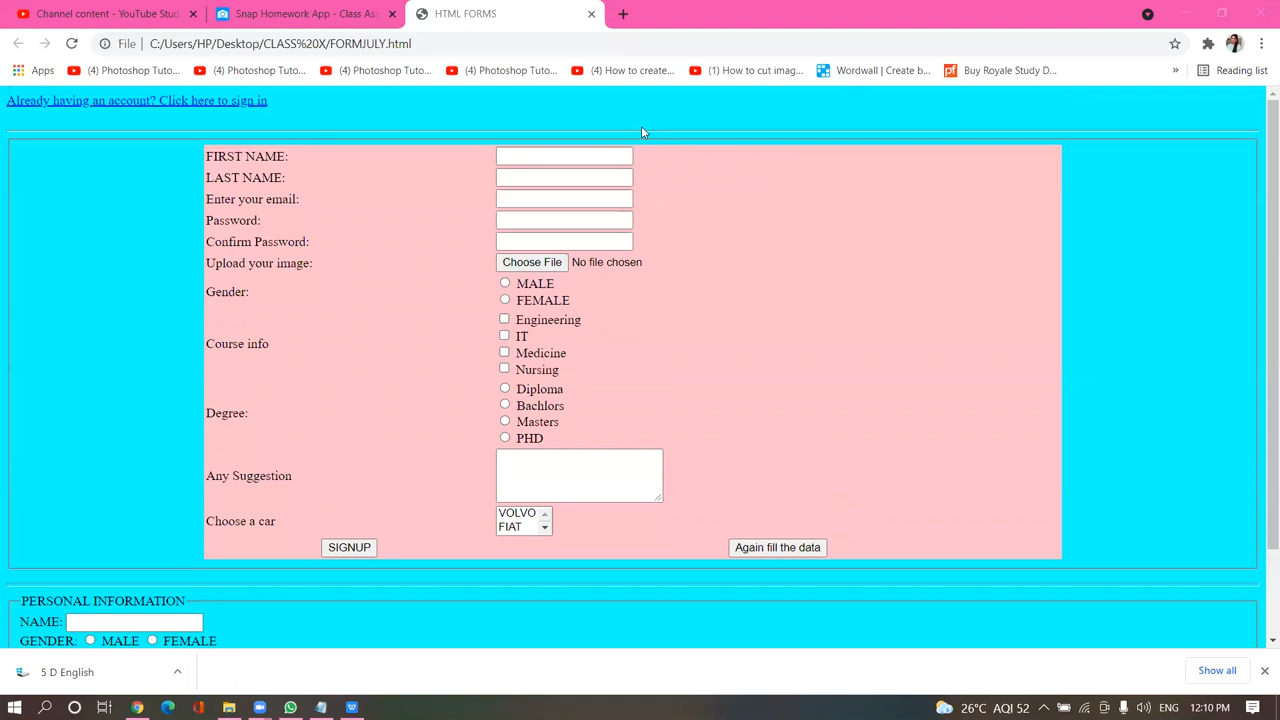 Channel content - YouTube Stud
Snap Homework App - Class Ass
HTML FORMS
File
C:/Users/HP/Desktop/CLASS%20X/FORMJULY.html
Apps
(4) Photoshop Tuto...
(4) Photoshop Tuto...
(4) Photoshop Tuto...
(4) Photoshop Tuto...
(4) How to create...
(1) How to cut imag...
Wordwall | Create b...
pf Buy Royale Study D...
»
Reading list
Already having an account? Click here to sign in
FIRST NAME:
LAST NAME:
Enter your email:
Password:
Confirm Password:
Upload your image: Choose File No file chosen
Gender:
MALE
FEMALE
Course info
Engineering
IT
Medicine
Nursing
Degree:
Diploma
Bachlors
Masters
PHD
Any Suggestion
Choose a car
VOLVO
FIAT
SIGNUP
Again fill the data
PERSONAL INFORMATION
NAME:
GENDER: MALE FEMALE
5 D English
Show all
26°C AQI 52
ENG
12:10 PM